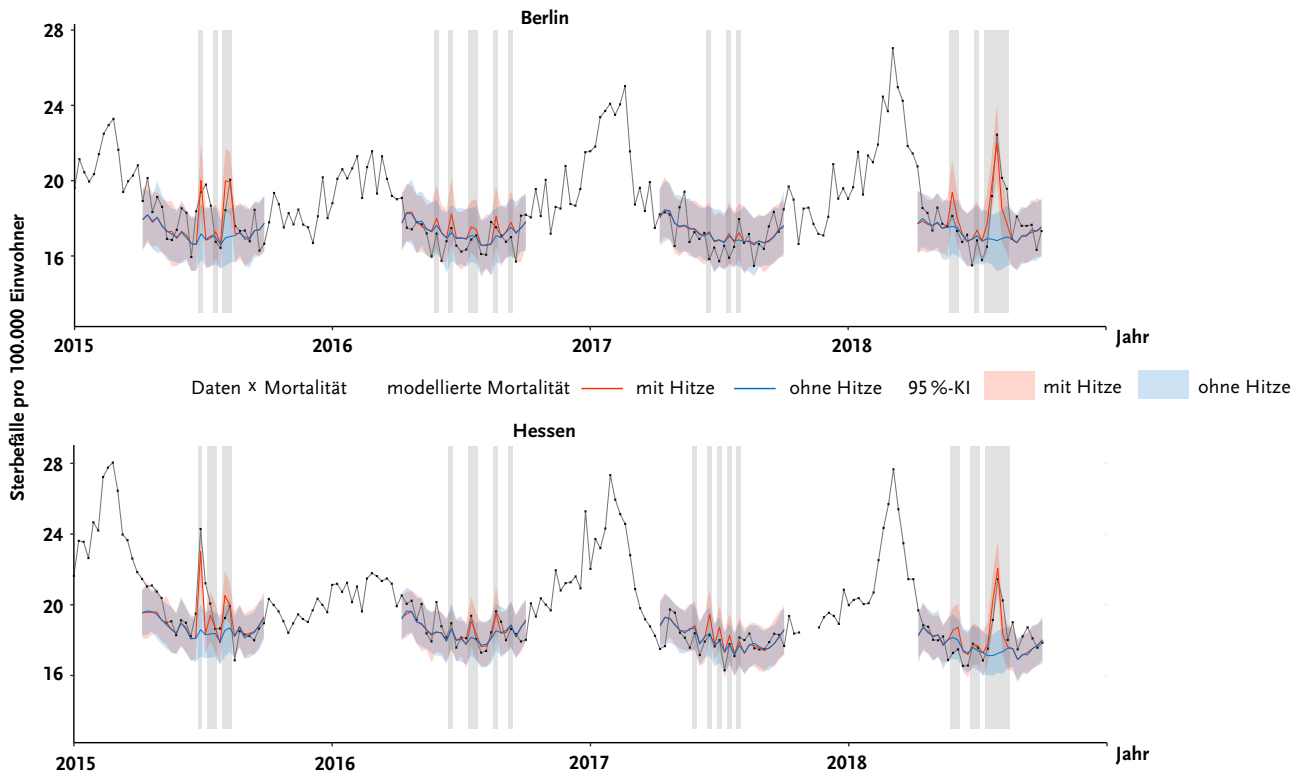 Berlin
28
24
20
16
2015 2016 2017 2018 Jahr
Sterbefälle pro 100.000 Einwohner
Daten x Mortalität modellierte Mortalität mit Hitze ohne Hitze 95 %-KI mit Hitze ohne Hitze
Hessen
28
24
20
16
2015 2016 2017 2018 Jahr